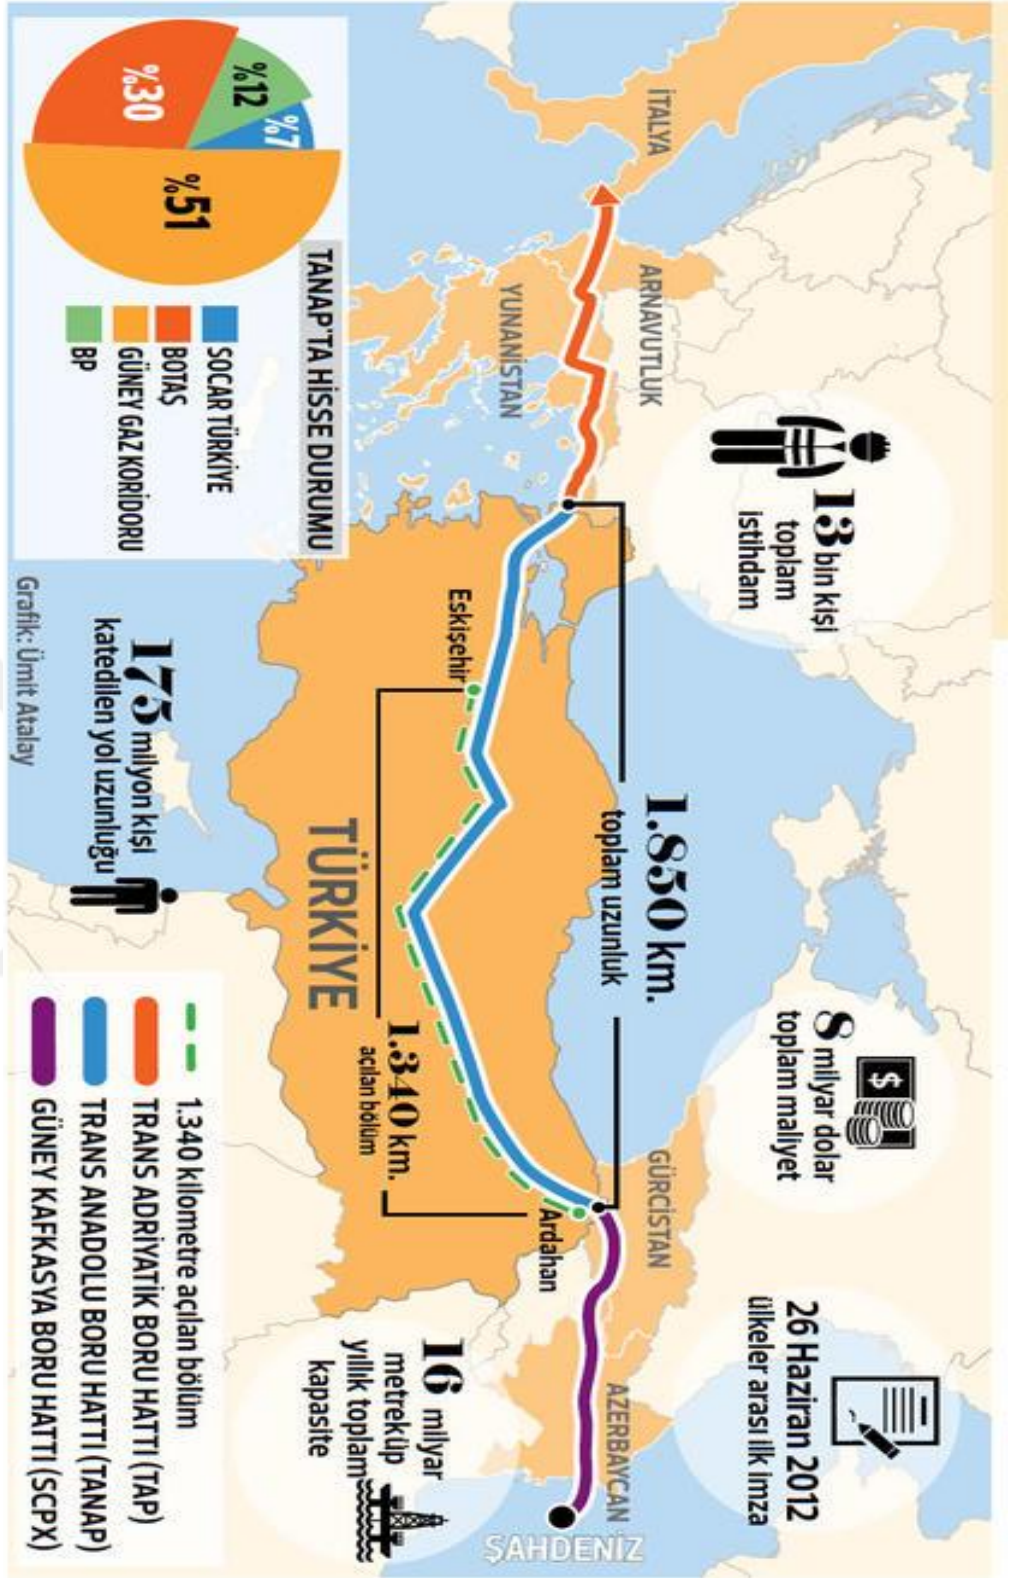 İTALYA
ARNAVUTLUK
YUNANİSTAN
13 bin kişi
toplam
istihdam
1.850 km.
toplam uzunluk
8 milyar dolar
toplam maliyet
26 Haziran 2012
ülkeler arası ilk imza
GÜRCİSTAN
AZERBAYCAN
ŞAHDENİZ
Eskişehir
Ardahan
1.340 km.
açılan bölüm
TÜRKİYE
16 milyar
metreküp
yıllık toplam
kapasite
175 milyon kişi
katedilen yol uzunluğu
TANAP'TA HİSSE DURUMU
%7
%12
%30
%51
SOCAR TÜRKİYE
BOTAŞ
GÜNEY GAZ KORİDORU
BP
1.340 kilometre açılan bölüm
TRANS ADRİYATİK BORU HATTI (TAP)
TRANS ANADOLU BORU HATTI (TANAP)
GÜNEY KAFKASYA BORU HATTI (SCPX)
Grafik: Ümit Atalay
$